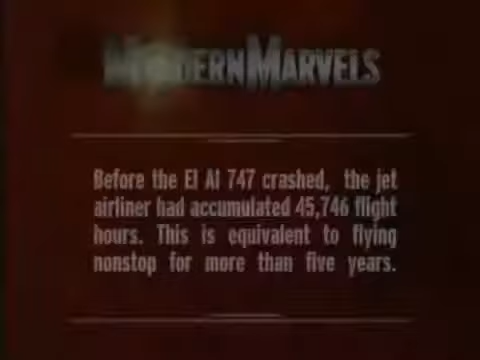 MODERN MARVELS
Before the El Al 747 crashed, the jet
airliner had accumulated 45,746 flight
hours. This is equivalent to flying
nonstop for more than five years.